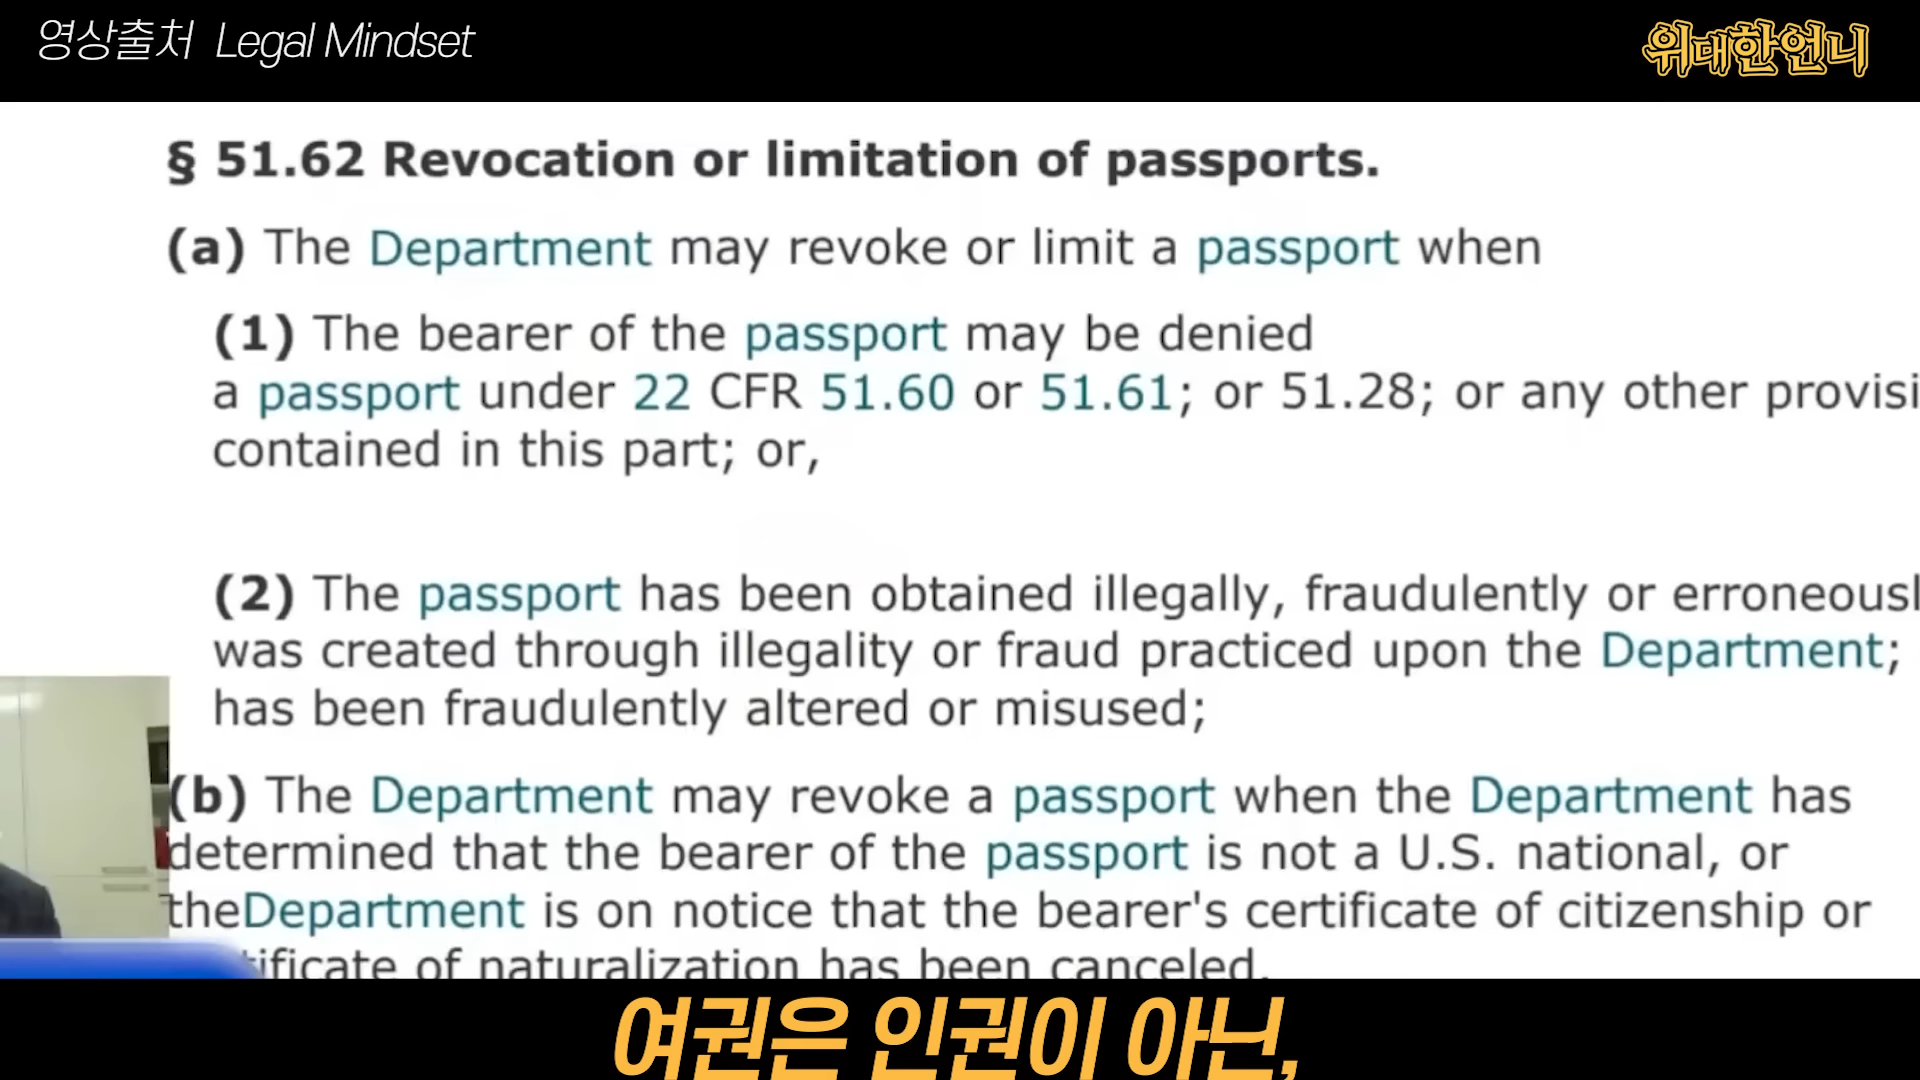 영상출처 Legal Mindset
위대한언니
§ 51.62 Revocation or limitation of passports.
(a) The Department may revoke or limit a passport when
(1) The bearer of the passport may be denied
a passport under 22 CFR 51.60 or 51.61; or 51.28; or any other provisi
contained in this part; or,
(2) The passport has been obtained illegally, fraudulently or erroneousl
was created through illegality or fraud practiced upon the Department;
has been fraudulently altered or misused;
(b) The Department may revoke a passport when the Department has
determined that the bearer of the passport is not a U.S. national, or
theDepartment is on notice that the bearer's certificate of citizenship or
tificate of naturalization has been canceled.
여권은 인권이 아닌,